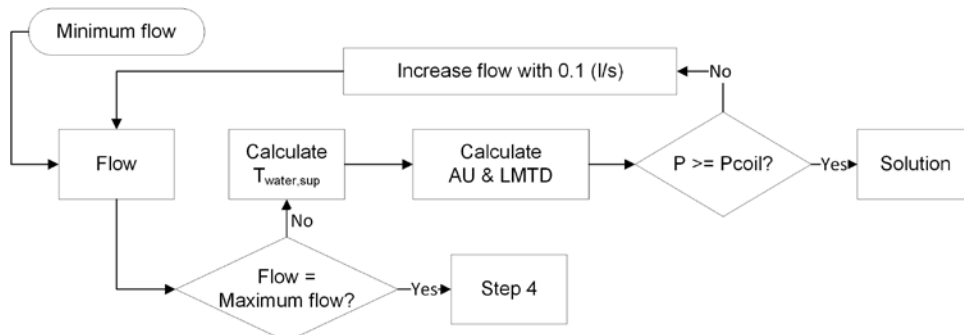 Minimum flow
Increase flow with 0.1 (l/s)
No
Flow
Calculate
T_water,sup
Calculate
AU & LMTD
P >= Pcoil?
Yes
Solution
No
Flow =
Maximum flow?
Yes
Step 4